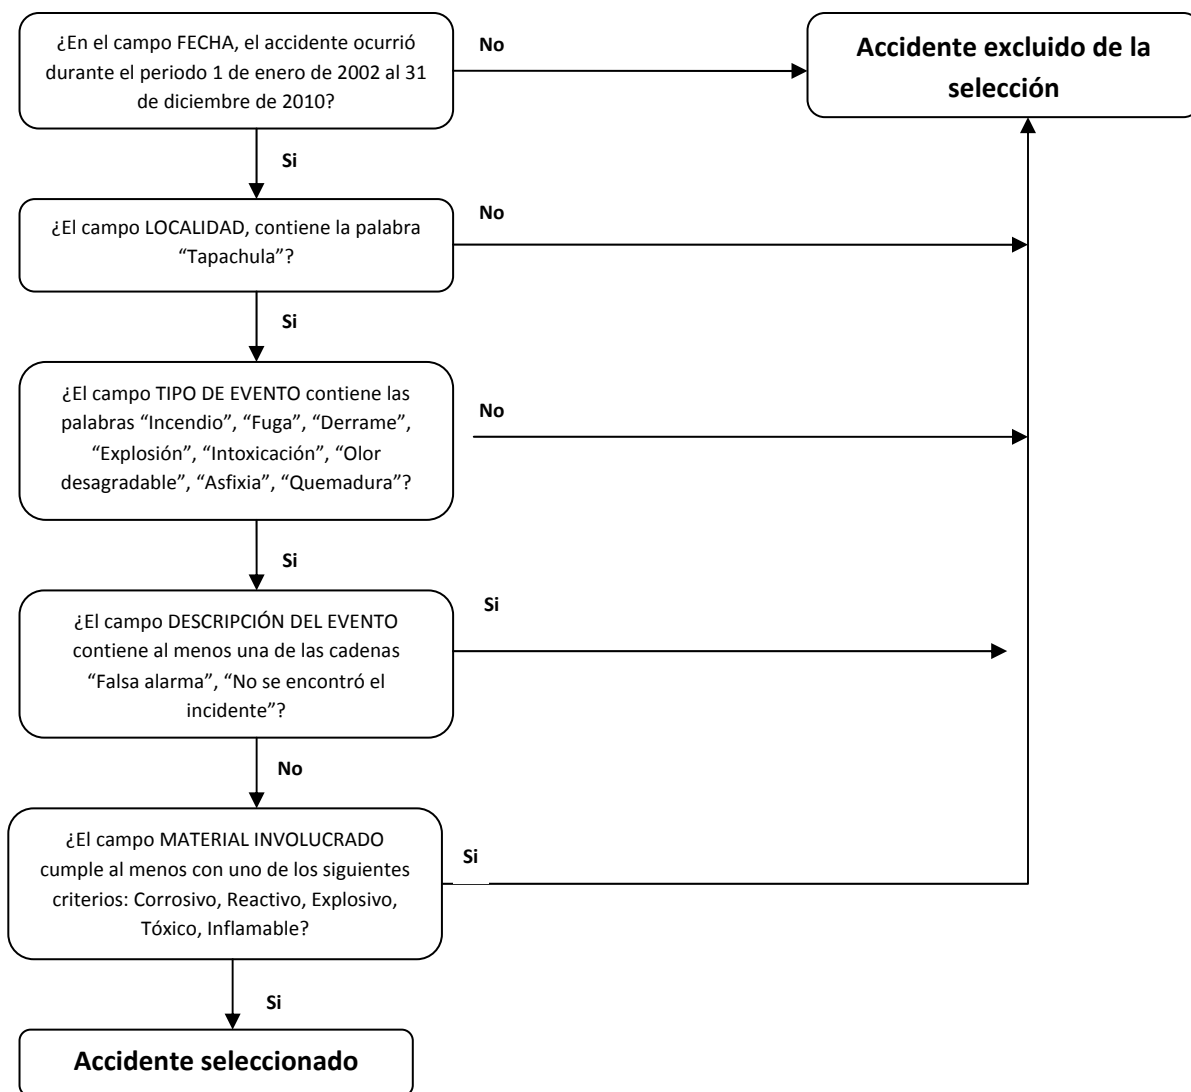 ¿En el campo FECHA, el accidente ocurrió
durante el periodo 1 de enero de 2002 al 31
de diciembre de 2010?
No
Accidente excluido de la
selección
Si
¿El campo LOCALIDAD, contiene la palabra
“Tapachula”?
No
Si
¿El campo TIPO DE EVENTO contiene las
palabras “Incendio”, “Fuga”, “Derrame”,
“Explosión”, “Intoxicación”, “Olor
desagradable”, “Asfixia”, “Quemadura”?
No
Si
¿El campo DESCRIPCIÓN DEL EVENTO
contiene al menos una de las cadenas
“Falsa alarma”, “No se encontró el
incidente”?
Si
No
¿El campo MATERIAL INVOLUCRADO
cumple al menos con uno de los siguientes
criterios: Corrosivo, Reactivo, Explosivo,
Tóxico, Inflamable?
Si
Si
Accidente seleccionado